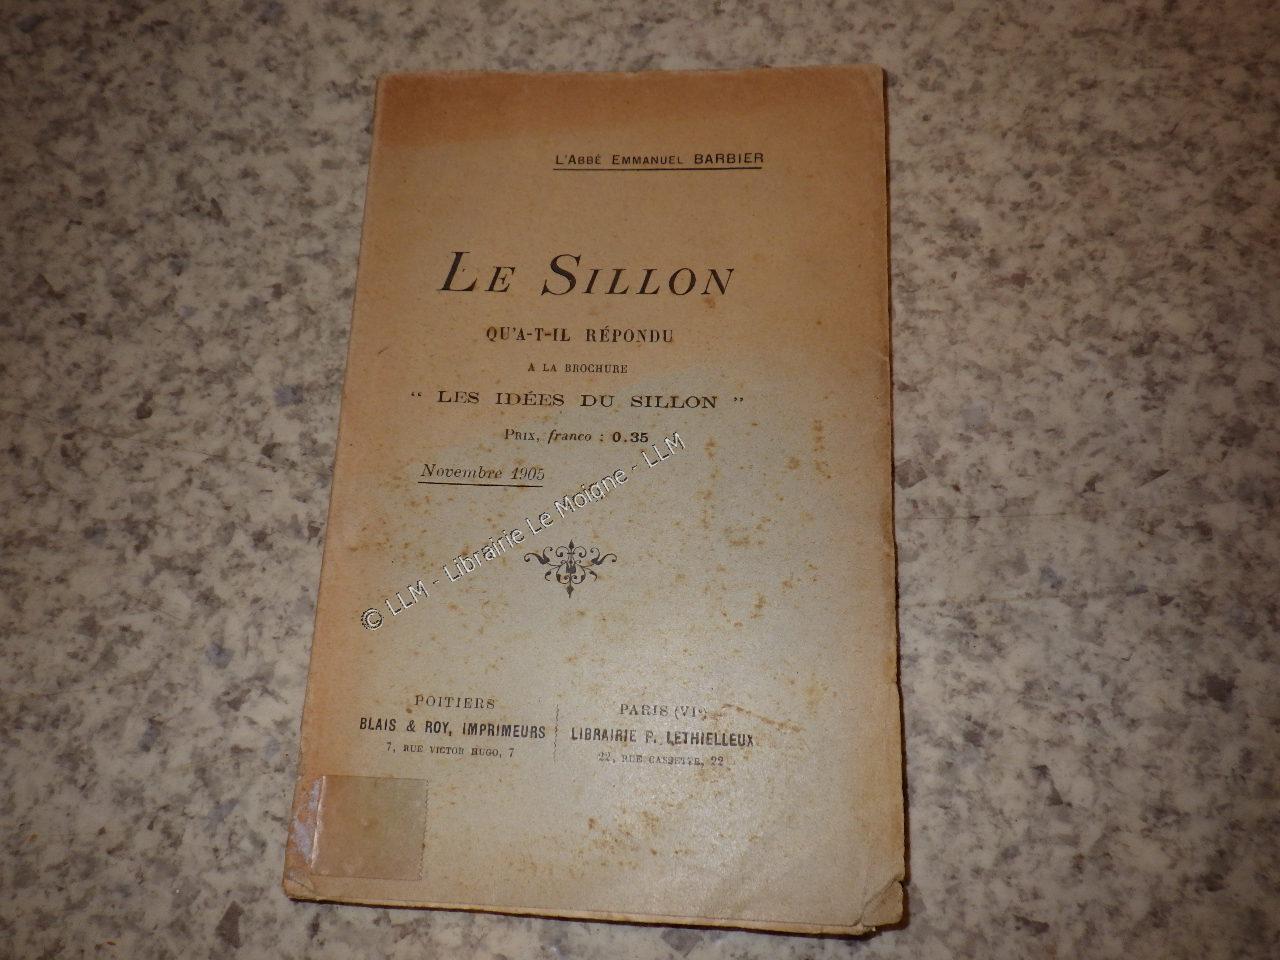 L'ABBÉ EMMANUEL BARBIER
LE SILLON
QU'A-T-IL RÉPONDU
A LA BROCHURE
“ LES IDÉES DU SILLON ”
PRIX, franco : 0.35
Novembre 1905
© LLM - Librairie Le Moigne - LLM
POITIERS
BLAIS & ROY, IMPRIMEURS
7, RUE VICTOR HUGO, 7
PARIS (VIe)
LIBRAIRIE P. LETHIELLEUX
22, RUE CASSETTE, 22